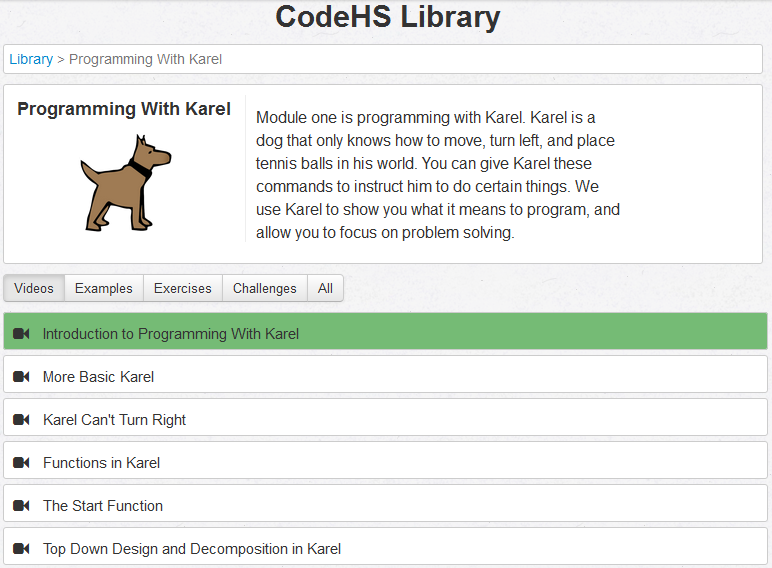 CodeHS Library
Library > Programming With Karel
Programming With Karel
Module one is programming with Karel. Karel is a
dog that only knows how to move, turn left, and place
tennis balls in his world. You can give Karel these
commands to instruct him to do certain things. We
use Karel to show you what it means to program, and
allow you to focus on problem solving.
Videos Examples Exercises Challenges All
Introduction to Programming With Karel
More Basic Karel
Karel Can't Turn Right
Functions in Karel
The Start Function
Top Down Design and Decomposition in Karel